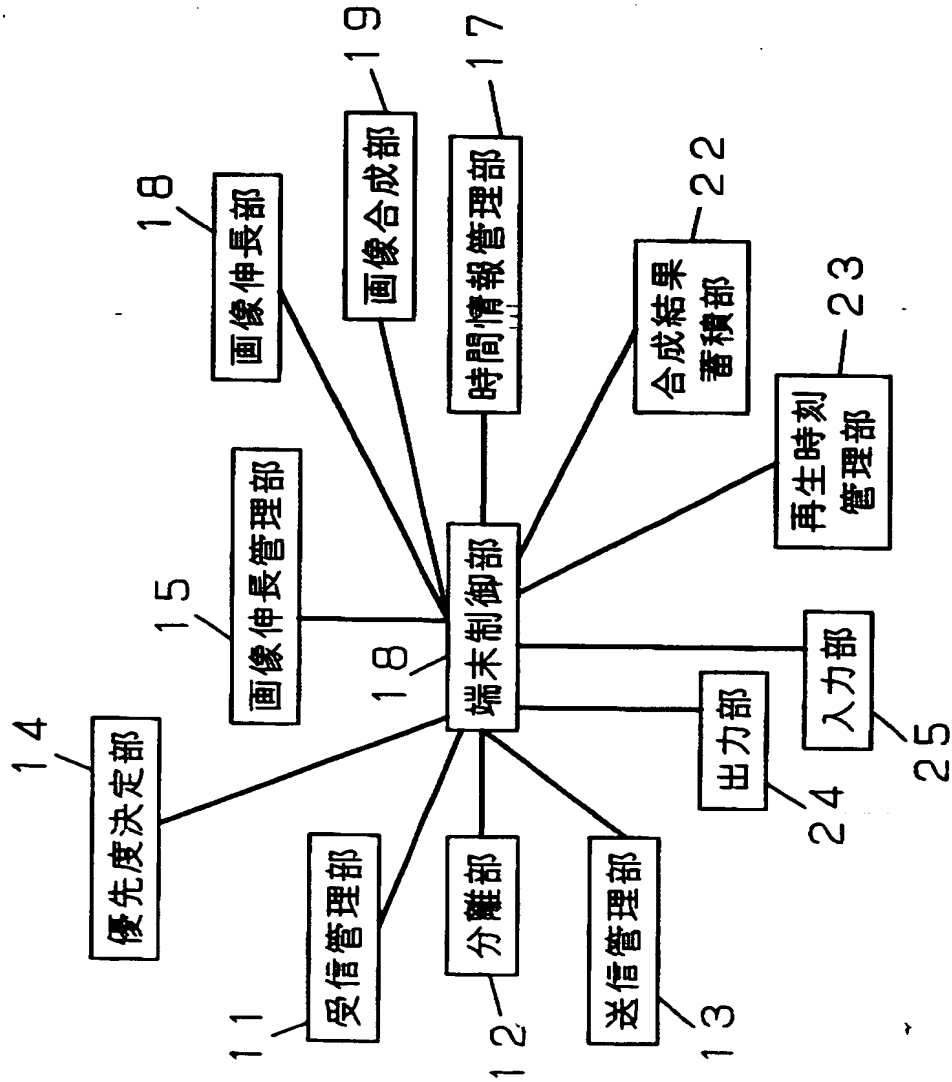 14
優先度決定部
15
画像伸長管理部
18
画像伸長部
19
画像合成部
11
受信管理部
18
端末制御部
時間情報管理部
17
分離部
12
送信管理部
13
22
合成結果
蓄積部
出力部
24
23
再生時刻
管理部
入力部
25